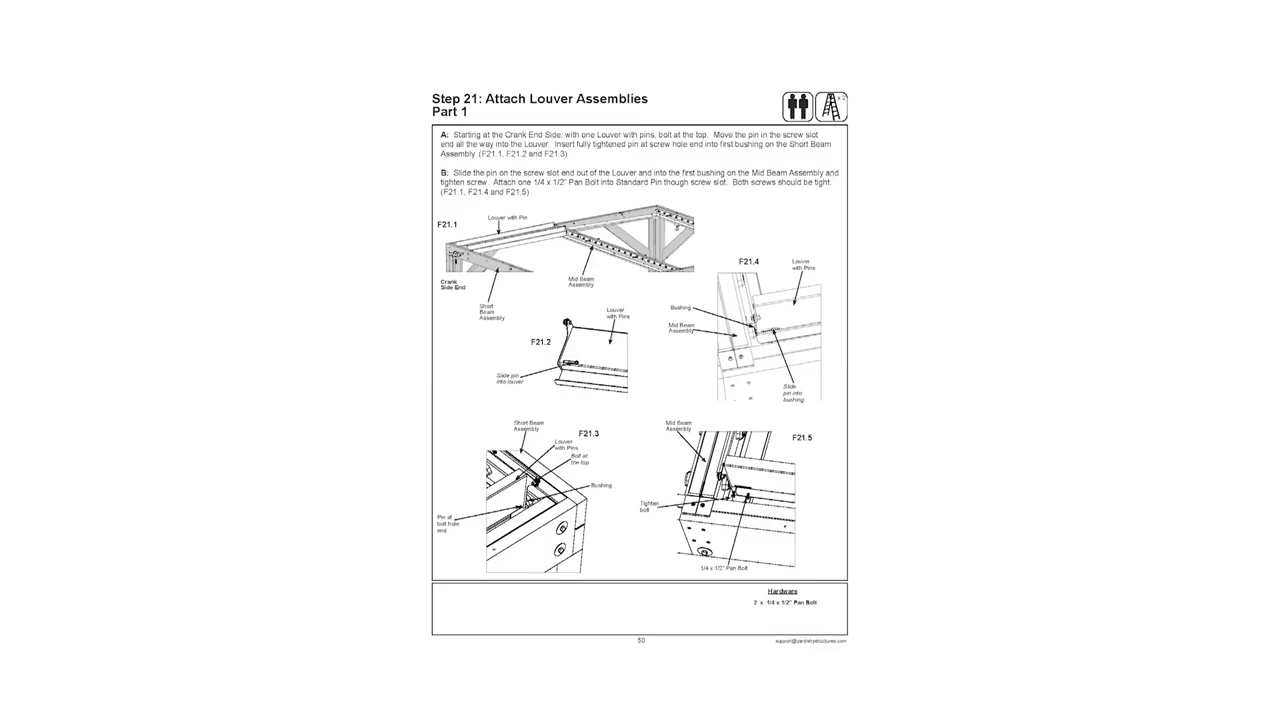 Step 21: Attach Louver Assemblies
Part 1
x 2
A: Starting at the Crank End Side, with one Louver with pins, bolt at the top. Move the pin in the screw slot
end all the way into the Louver. Insert fully tightened pin at screw hole end into first bushing on the Short Beam
Assembly. (F21.1, F21.2 and F21.3)
B: Slide the pin on the screw slot end out of the Louver and into the first bushing on the Mid Beam Assembly and
tighten screw. Attach one 1/4 x 1/2" Pan Bolt into Standard Pin though screw slot. Both screws should be tight.
(F21.1, F21.4 and F21.5)
F21.1
Louver with Pin
Crank
Side End
Short
Beam
Assembly
Mid Beam
Assembly
F21.4
Louver
with Pins
Bushing
Mid Beam
Assembly
Slide
pin into
bushing
F21.2
Louver
with Pins
Slide pin
into louver
F21.3
Short Beam
Assembly
Louver
with Pins
Bolt at
the top
Bushing
Pin at
bolt hole
end
F21.5
Mid Beam
Assembly
Tighten
bolt
1/4 x 1/2" Pan Bolt
Hardware
2 x 1/4 x 1/2" Pan Bolt
50
support@yardistrystructures.com